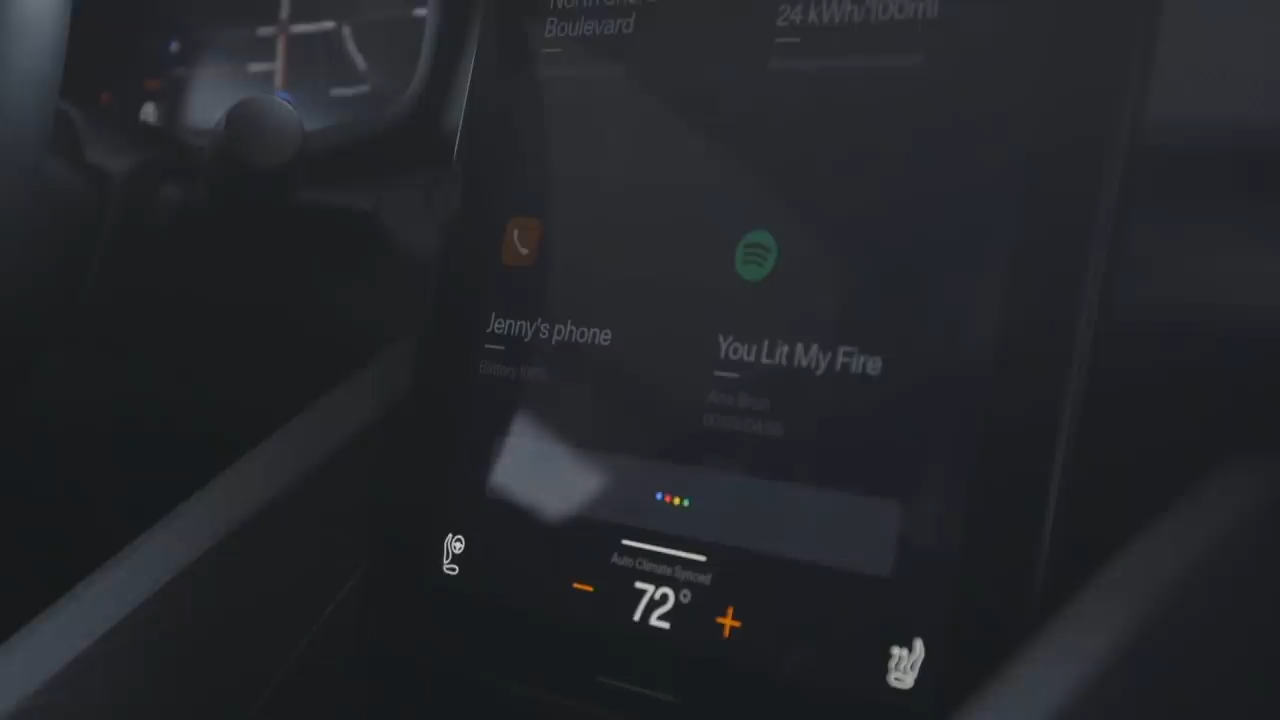 Boulevard
24 kWh/100mi
Jenny's phone
You Lit My Fire
Auto Climate Synced
72°